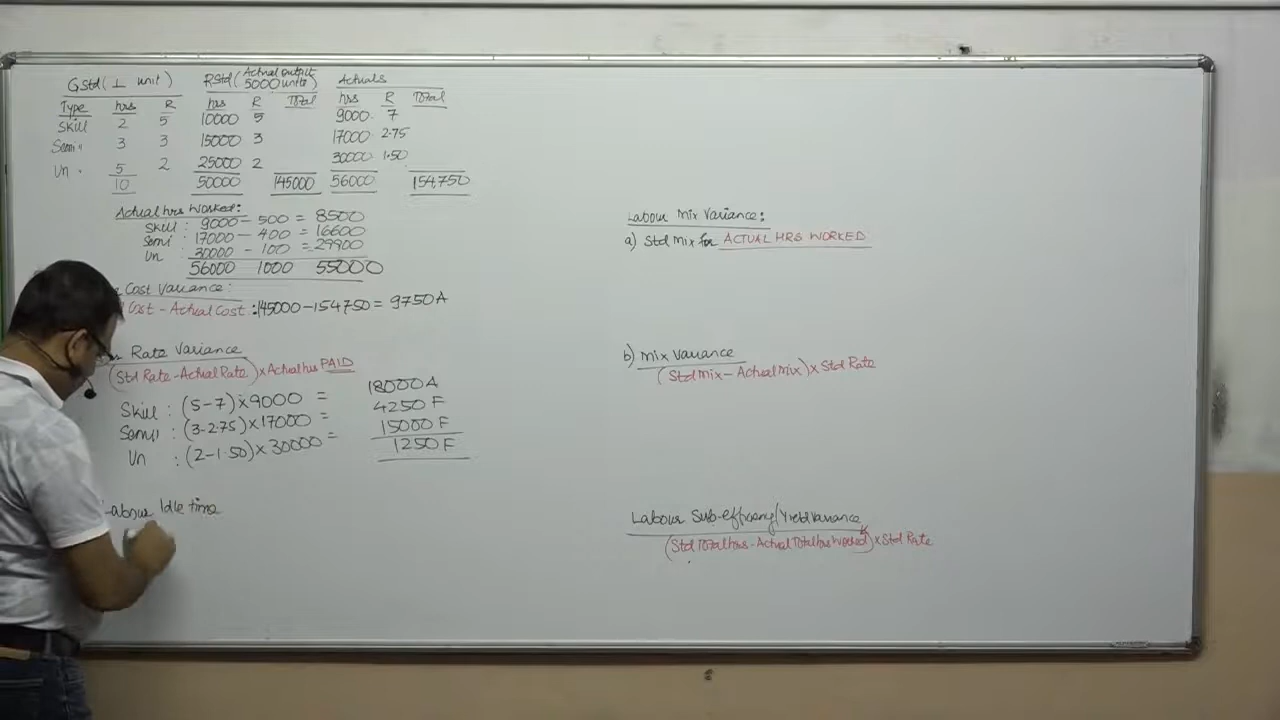 GStd (1 unit) RStd (Actual output 5000 units) Actuals
Type hrs R hrs R Total hrs R Total
Skill 2 5 10000 5 9000 7
Semi " 3 3 15000 3 17000 2.75
Un " 5 2 25000 2 30000 1.50
10 50000 145000 56000 154750
Actual hrs Worked:
Skill : 9000 - 500 = 8500
Semi : 17000 - 400 = 16600
Un : 30000 - 100 = 29900
56000 1000 55000
Cost Variance:
Cost - Actual Cost : 145000 - 154750 = 9750 A
Rate Variance
(Std Rate - Actual Rate) x Actual hrs PAID
Skill : (5-7) x 9000 = 18000 A
Semi : (3-2.75) x 17000 = 4250 F
Un : (2-1.50) x 30000 = 15000 F
1250 F
Labour Idle time
Labour Mix Variance:
a) Std Mix for ACTUAL HRS WORKED
b) Mix Variance
(Std Mix - Actual Mix) x Std Rate
Labour Sub-efficiency/Yield Variance
(Std Total hrs - Actual Total hrs Worked) x Std Rate